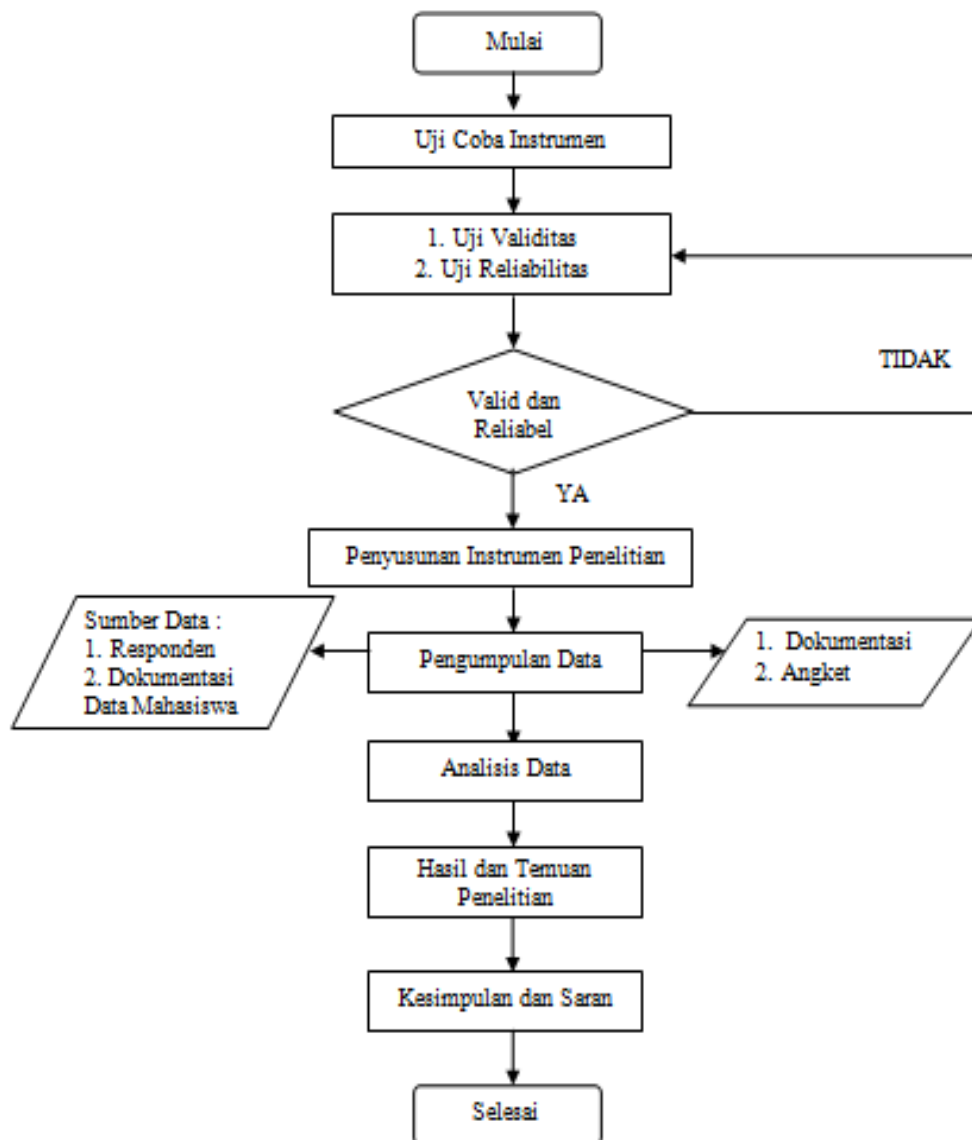 Mulai
Uji Coba Instrumen
1. Uji Validitas
2. Uji Reliabilitas
TIDAK
Valid dan
Reliabel
YA
Penyusunan Instrumen Penelitian
Sumber Data :
1. Responden
2. Dokumentasi
Data Mahasiswa
Pengumpulan Data
1. Dokumentasi
2. Angket
Analisis Data
Hasil dan Temuan
Penelitian
Kesimpulan dan Saran
Selesai